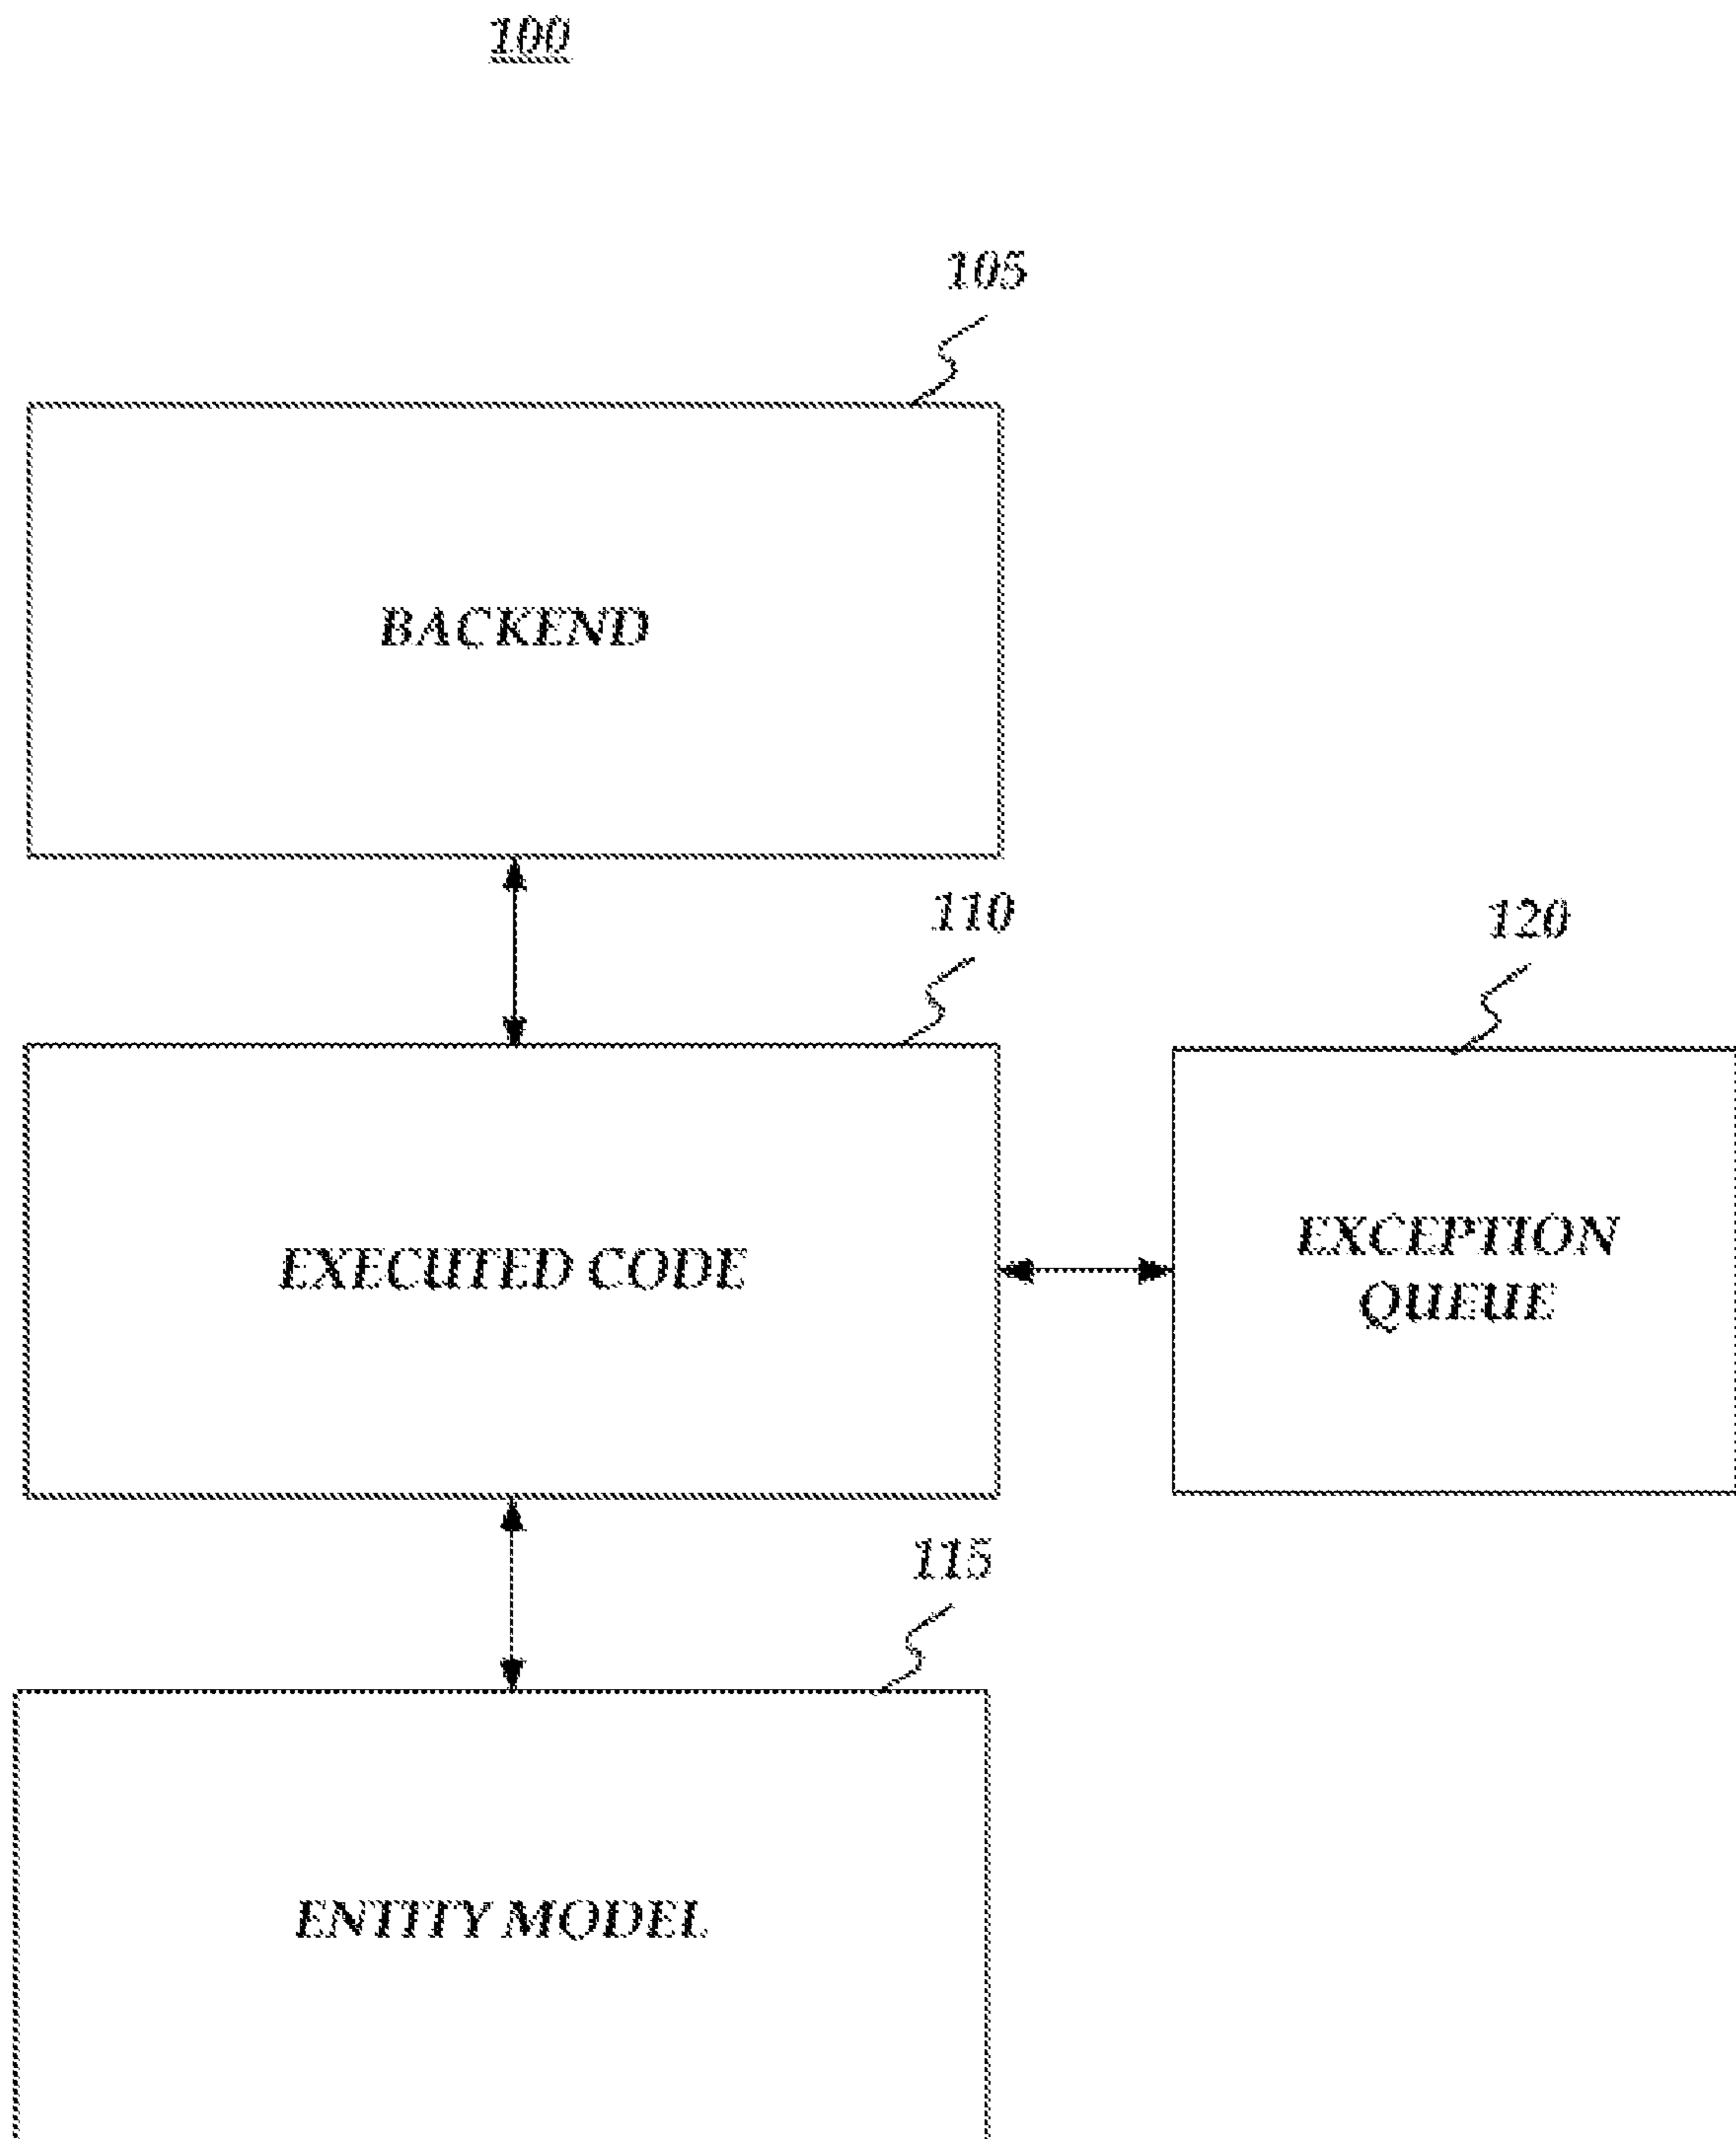 100
105
BACKEND
110
120
EXECUTED CODE
EXCEPTION
QUEUE
115
ENTITY MODEL